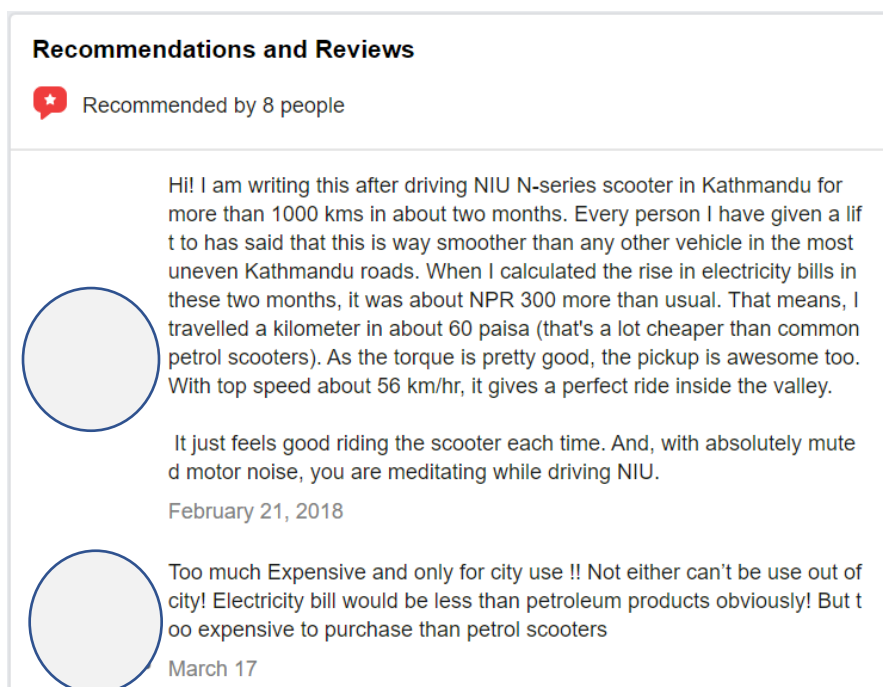 Recommendations and Reviews
Recommended by 8 people
Hi! I am writing this after driving NIU N-series scooter in Kathmandu for
more than 1000 kms in about two months. Every person I have given a lif
t to has said that this is way smoother than any other vehicle in the most
uneven Kathmandu roads. When I calculated the rise in electricity bills in
these two months, it was about NPR 300 more than usual. That means, I
travelled a kilometer in about 60 paisa (that's a lot cheaper than common
petrol scooters). As the torque is pretty good, the pickup is awesome too.
With top speed about 56 km/hr, it gives a perfect ride inside the valley.
It just feels good riding the scooter each time. And, with absolutely mute
d motor noise, you are meditating while driving NIU.
February 21, 2018
Too much Expensive and only for city use !! Not either can't be use out of
city! Electricity bill would be less than petroleum products obviously! But t
oo expensive to purchase than petrol scooters
March 17